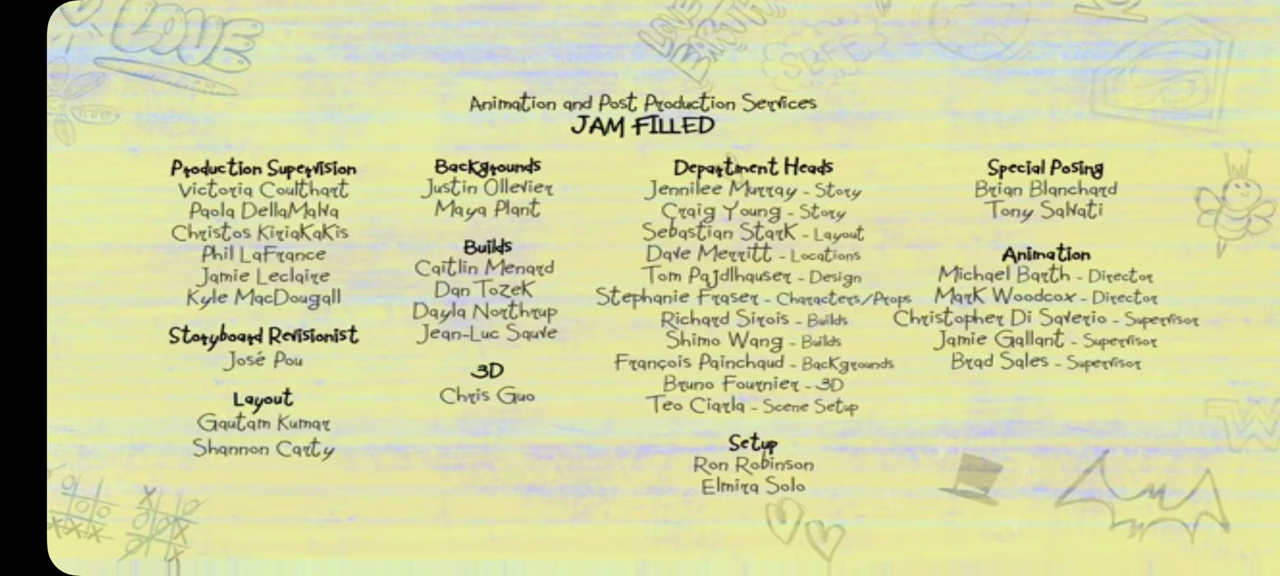 LOVE
Animation and Post Production Services
JAM FILLED
Production Supervision
Victoria Coulthart
Paola DellaMalva
Christos Kiriakakis
Phil LaFrance
Jamie Leclaire
Kyle MacDougall
Storyboard Revisionist
José Pou
Layout
Gautam Kumar
Shannon Carty
Backgrounds
Justin Ollevier
Maya Plant
Builds
Caitlin Menard
Dan Tozek
Dayla Northrup
Jean-Luc Sauve
3D
Chris Guo
Department Heads
Jennilee Murray - Story
Craig Young - Story
Sebastian Stark - Layout
Dave Merritt - Locations
Tom Pajdlhauser - Design
Stephanie Fraser - Characters/Props
Richard Sirois - Builds
Shimo Wang - Builds
François Painchaud - Backgrounds
Bruno Fournier - 3D
Teo Ciarla - Scene Setup
Setup
Ron Robinson
Elmira Solo
Special Posing
Brian Blanchard
Tony Salvati
Animation
Michael Barth - Director
Mark Woodcox - Director
Christopher Di Saverio - Supervisor
Jamie Gallant - Supervisor
Brad Sales - Supervisor